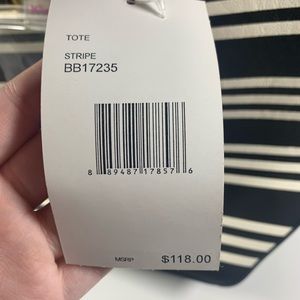 TOTE
STRIPE
BB17235
8 89487 17857 6
MSRP $118.00